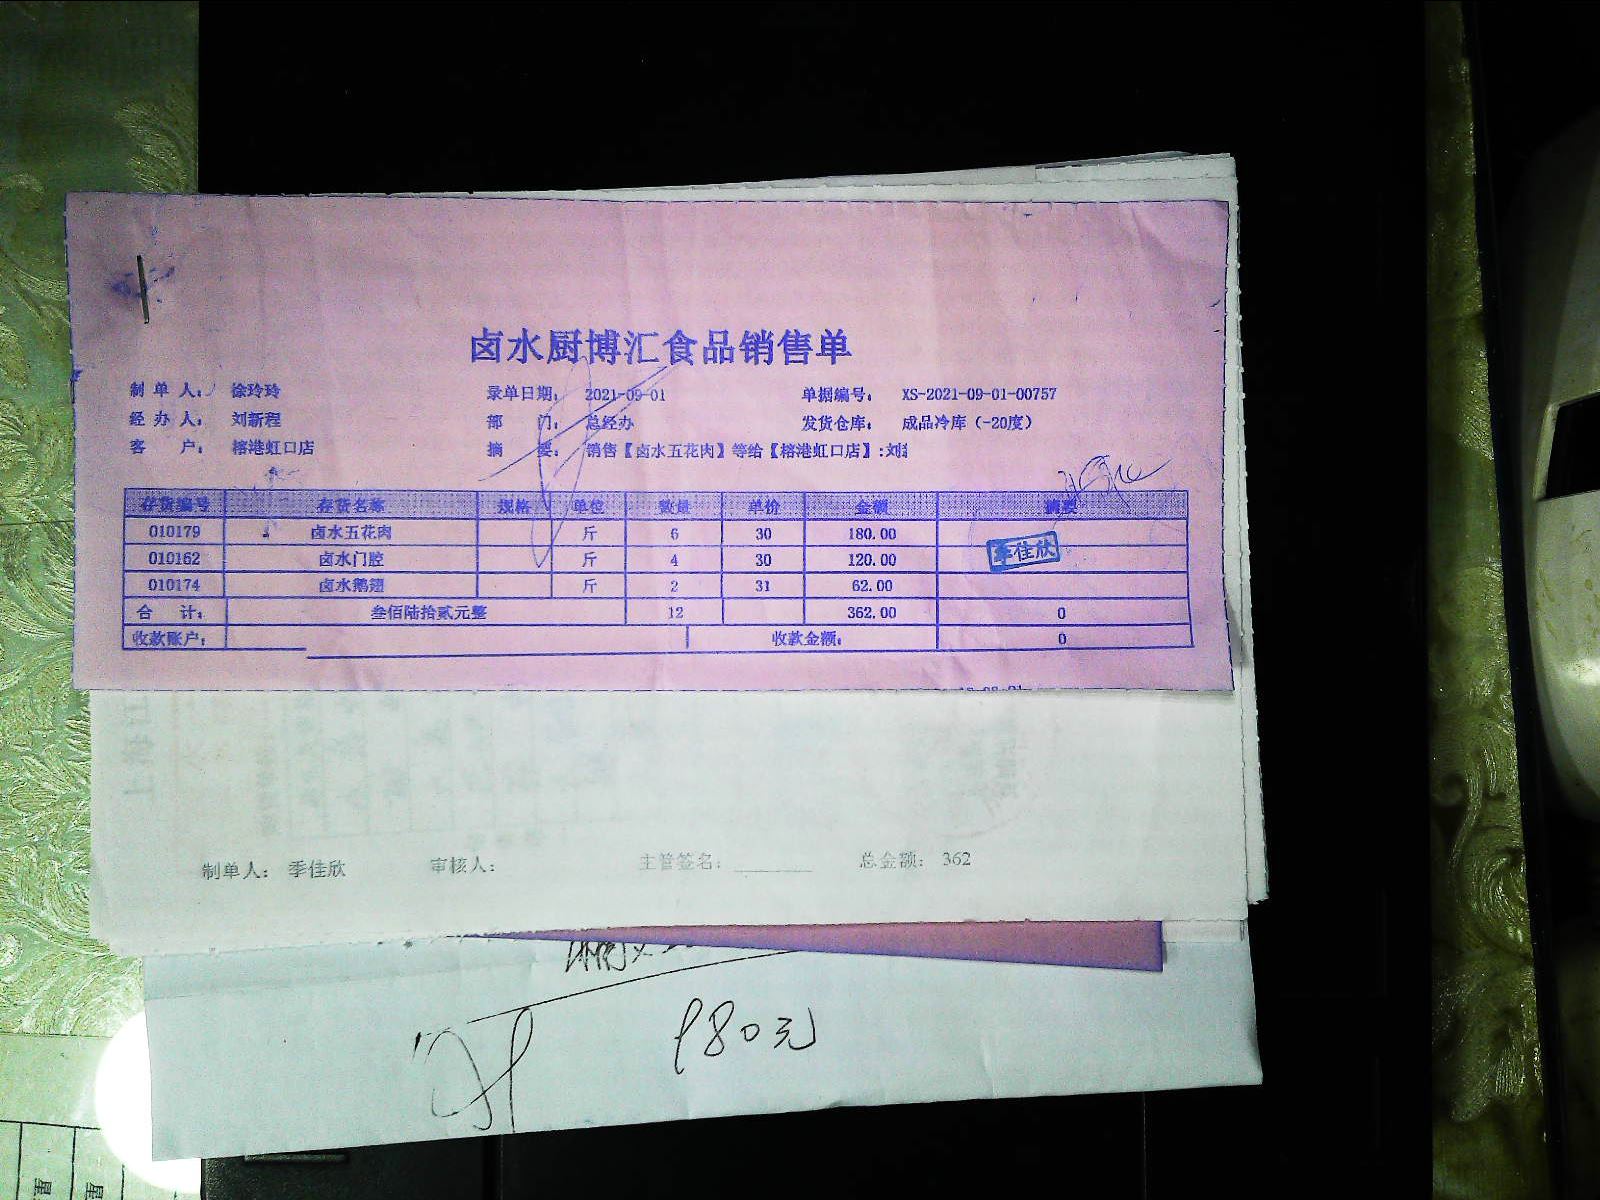 卤水厨博汇食品销售单
制 单 人: 徐玲玲 录单日期: 2021-09-01 单据编号: XS-2021-09-01-00757
经 办 人: 刘新程 部 门: 总经办 发货仓库: 成品冷库（-20度）
客 户: 榕港虹口店 摘 要: 销售【卤水五花肉】等给【榕港虹口店】:刘
存货编号 存货名称 规格 单位 数量 单价 金额 摘要
010179 卤水五花肉 斤 6 30 180.00
010162 卤水门腔 斤 4 30 120.00
季佳欣
010174 卤水鹅翅 斤 2 31 62.00
合 计: 叁佰陆拾贰元整 12 362.00 0
收款账户: 收款金额: 0
制单人: 季佳欣 审核人: 主管签名: ______ 总金额: 362
180元